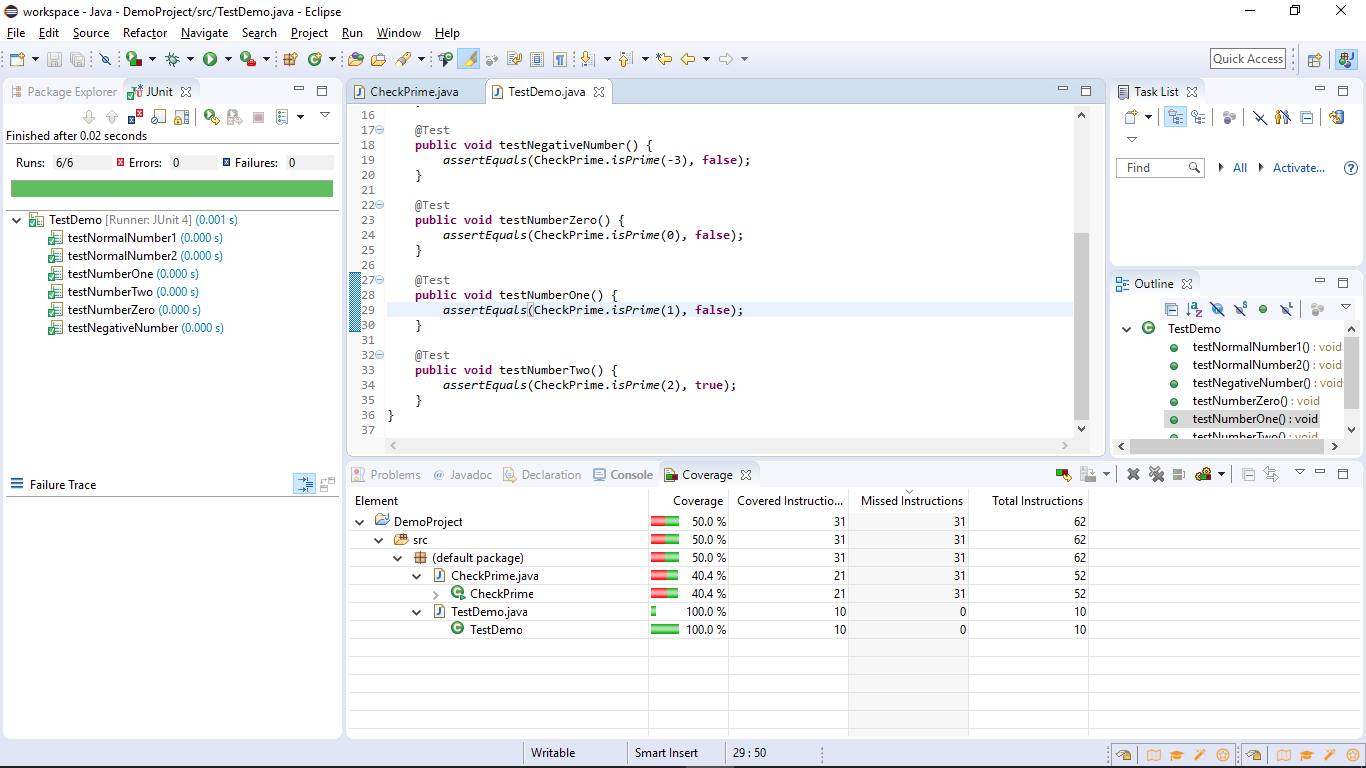 workspace - Java - DemoProject/src/TestDemo.java - Eclipse
File Edit Source Refactor Navigate Search Project Run Window Help
Quick Access
Package Explorer JUnit
Finished after 0.02 seconds
Runs: 6/6 Errors: 0 Failures: 0
TestDemo [Runner: JUnit 4] (0.001 s)
testNormalNumber1 (0.000 s)
testNormalNumber2 (0.000 s)
testNumberOne (0.000 s)
testNumberTwo (0.000 s)
testNumberZero (0.000 s)
testNegativeNumber (0.000 s)
Failure Trace
CheckPrime.java TestDemo.java
16
17 @Test
18 public void testNegativeNumber() {
19 assertEquals(CheckPrime.isPrime(-3), false);
20 }
21
22 @Test
23 public void testNumberZero() {
24 assertEquals(CheckPrime.isPrime(0), false);
25 }
26
27 @Test
28 public void testNumberOne() {
29 assertEquals(CheckPrime.isPrime(1), false);
30 }
31
32 @Test
33 public void testNumberTwo() {
34 assertEquals(CheckPrime.isPrime(2), true);
35 }
36 }
37
Task List
Find All Activate...
Outline
TestDemo
testNormalNumber1() : void
testNormalNumber2() : void
testNegativeNumber() : void
testNumberZero() : void
testNumberOne() : void
testNumberTwo() : void
Problems @ Javadoc Declaration Console Coverage
Element Coverage Covered Instructio... Missed Instructions Total Instructions
DemoProject 50.0 % 31 31 62
src 50.0 % 31 31 62
(default package) 50.0 % 31 31 62
CheckPrime.java 40.4 % 21 31 52
CheckPrime 40.4 % 21 31 52
TestDemo.java 100.0 % 10 0 10
TestDemo 100.0 % 10 0 10
Writable Smart Insert 29 : 50